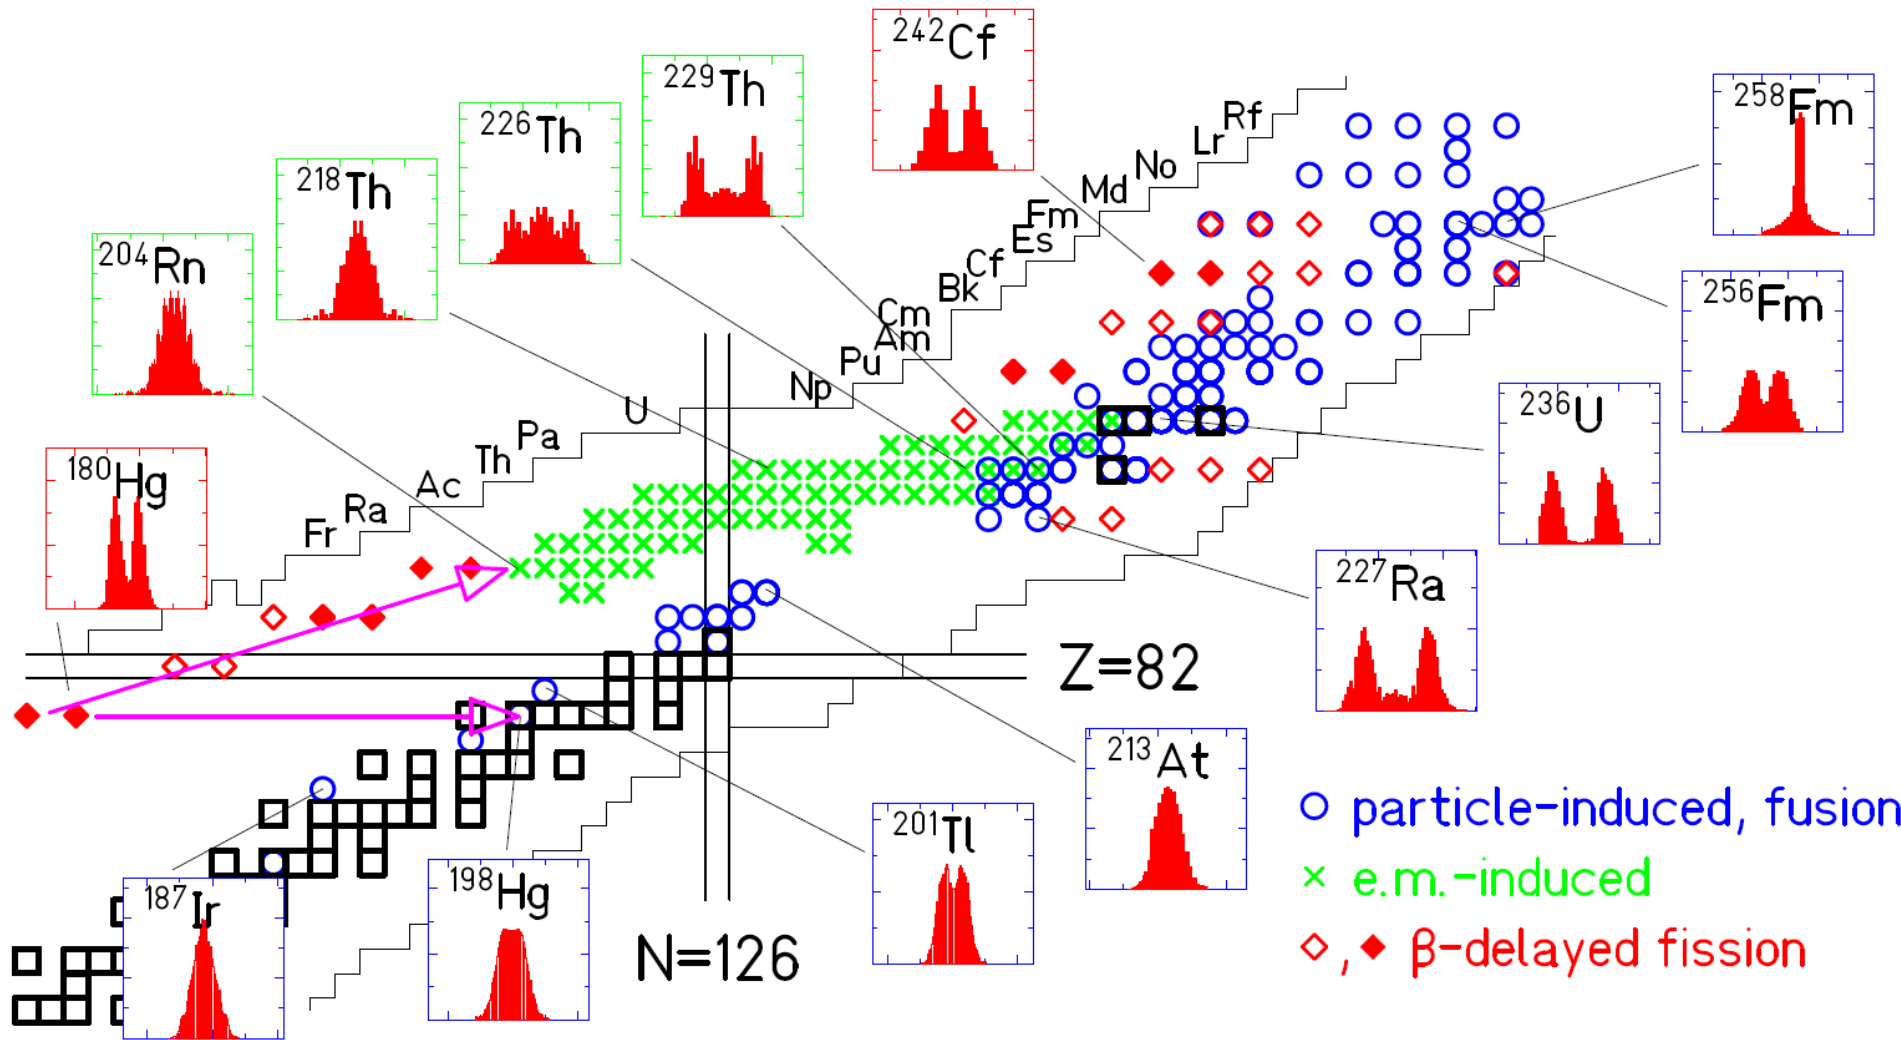 242Cf
229Th
258Fm
226Th
Rf
Lr
218Th
No
Md
204Rn
Fm
Es
Cf
256Fm
Bk
Cm
Am
Pu
Np
236U
U
Pa
180Hg
Th
Ac
Ra
Fr
227Ra
Z=82
213At
201Tl
particle-induced, fusion
187Ir
198Hg
e.m.-induced
N=126
, β-delayed fission